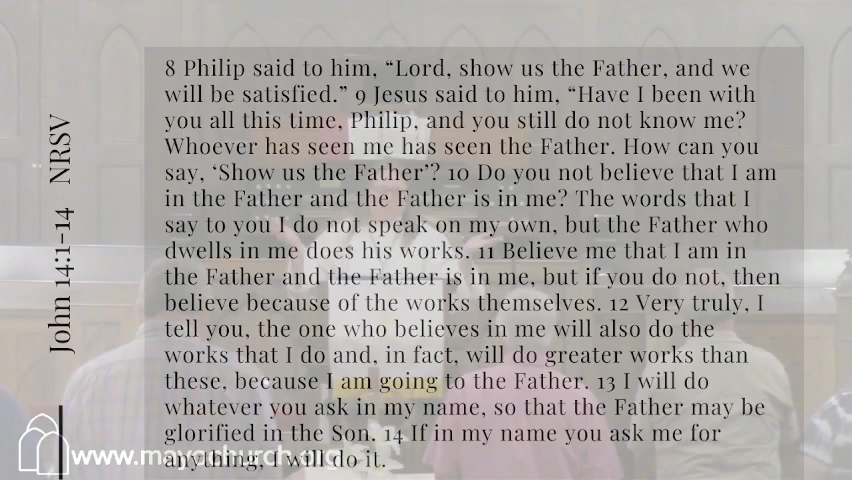 John 14:1-14 NRSV
8 Philip said to him, “Lord, show us the Father, and we
will be satisfied.” 9 Jesus said to him, “Have I been with
you all this time, Philip, and you still do not know me?
Whoever has seen me has seen the Father. How can you
say, ‘Show us the Father’? 10 Do you not believe that I am
in the Father and the Father is in me? The words that I
say to you I do not speak on my own, but the Father who
dwells in me does his works. 11 Believe me that I am in
the Father and the Father is in me, but if you do not, then
believe because of the works themselves. 12 Very truly, I
tell you, the one who believes in me will also do the
works that I do and, in fact, will do greater works than
these, because I am going to the Father. 13 I will do
whatever you ask in my name, so that the Father may be
glorified in the Son. 14 If in my name you ask me for
anything, I will do it.
www.mayochurch.org